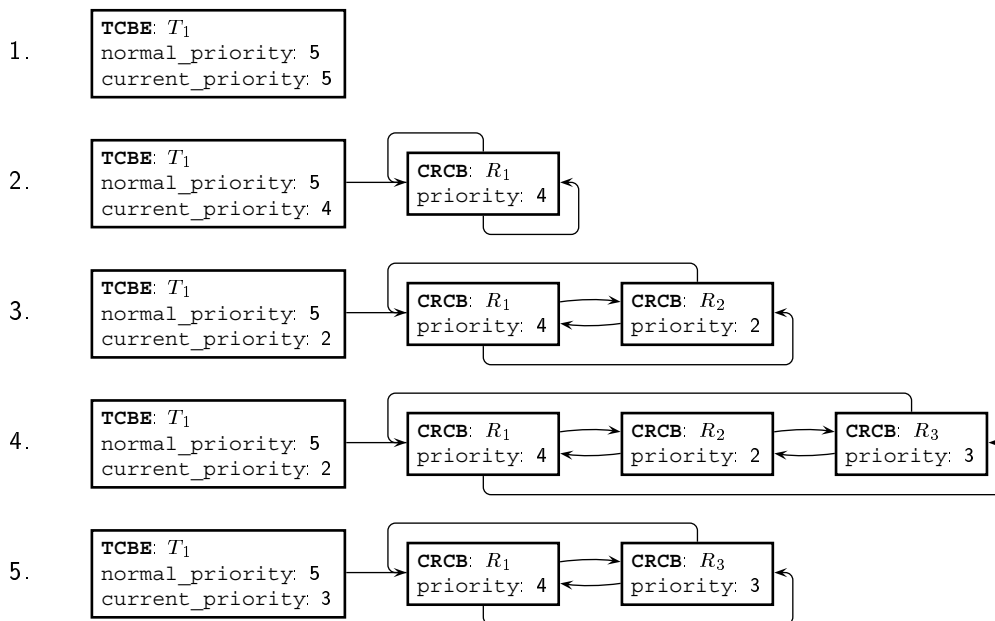 1.
TCBE: T1
normal_priority: 5
current_priority: 5
2.
TCBE: T1
normal_priority: 5
current_priority: 4
CRCB: R1
priority: 4
3.
TCBE: T1
normal_priority: 5
current_priority: 2
CRCB: R1
priority: 4
CRCB: R2
priority: 2
4.
TCBE: T1
normal_priority: 5
current_priority: 2
CRCB: R1
priority: 4
CRCB: R2
priority: 2
CRCB: R3
priority: 3
5.
TCBE: T1
normal_priority: 5
current_priority: 3
CRCB: R1
priority: 4
CRCB: R3
priority: 3